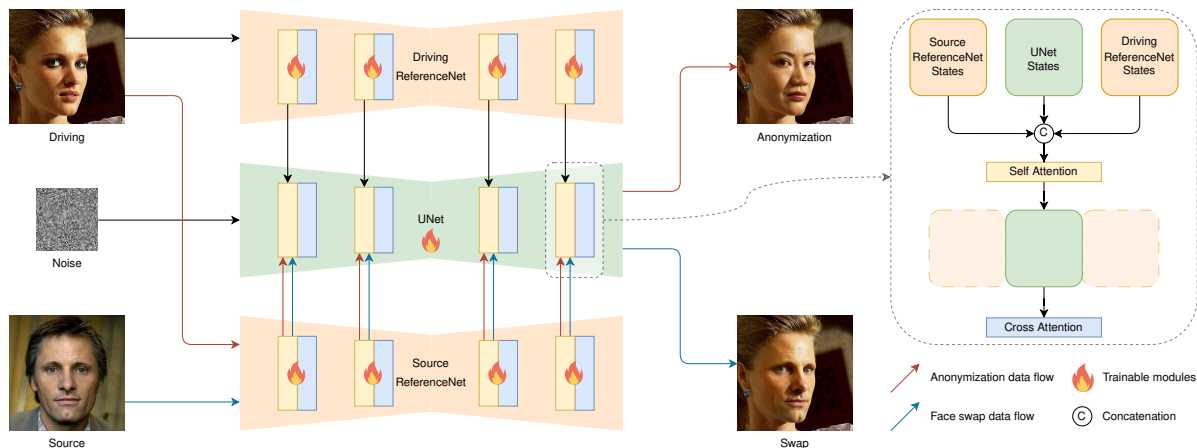 Driving
Noise
Source
Driving
ReferenceNet
UNet
Source
ReferenceNet
Anonymization
Swap
Source
ReferenceNet
States
UNet
States
Driving
ReferenceNet
States
C
Self Attention
Cross Attention
Anonymization data flow
Trainable modules
Face swap data flow
C
Concatenation